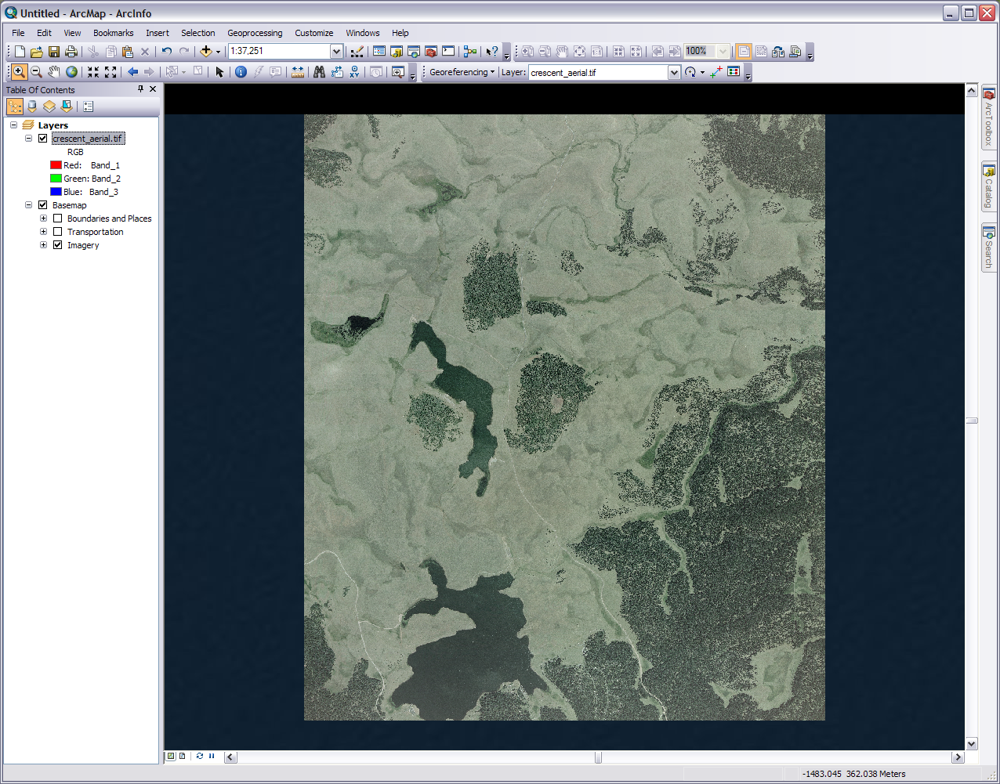 Untitled - ArcMap - ArcInfo
File Edit View Bookmarks Insert Selection Geoprocessing Customize Windows Help
1:37,251 100%
Georeferencing Layer: crescent_aerial.tif
Table Of Contents
Layers
crescent_aerial.tif
RGB
Red: Band_1
Green: Band_2
Blue: Band_3
Basemap
Boundaries and Places
Transportation
Imagery
ArcToolbox
Catalog
Search
-1483.045 362.038 Meters